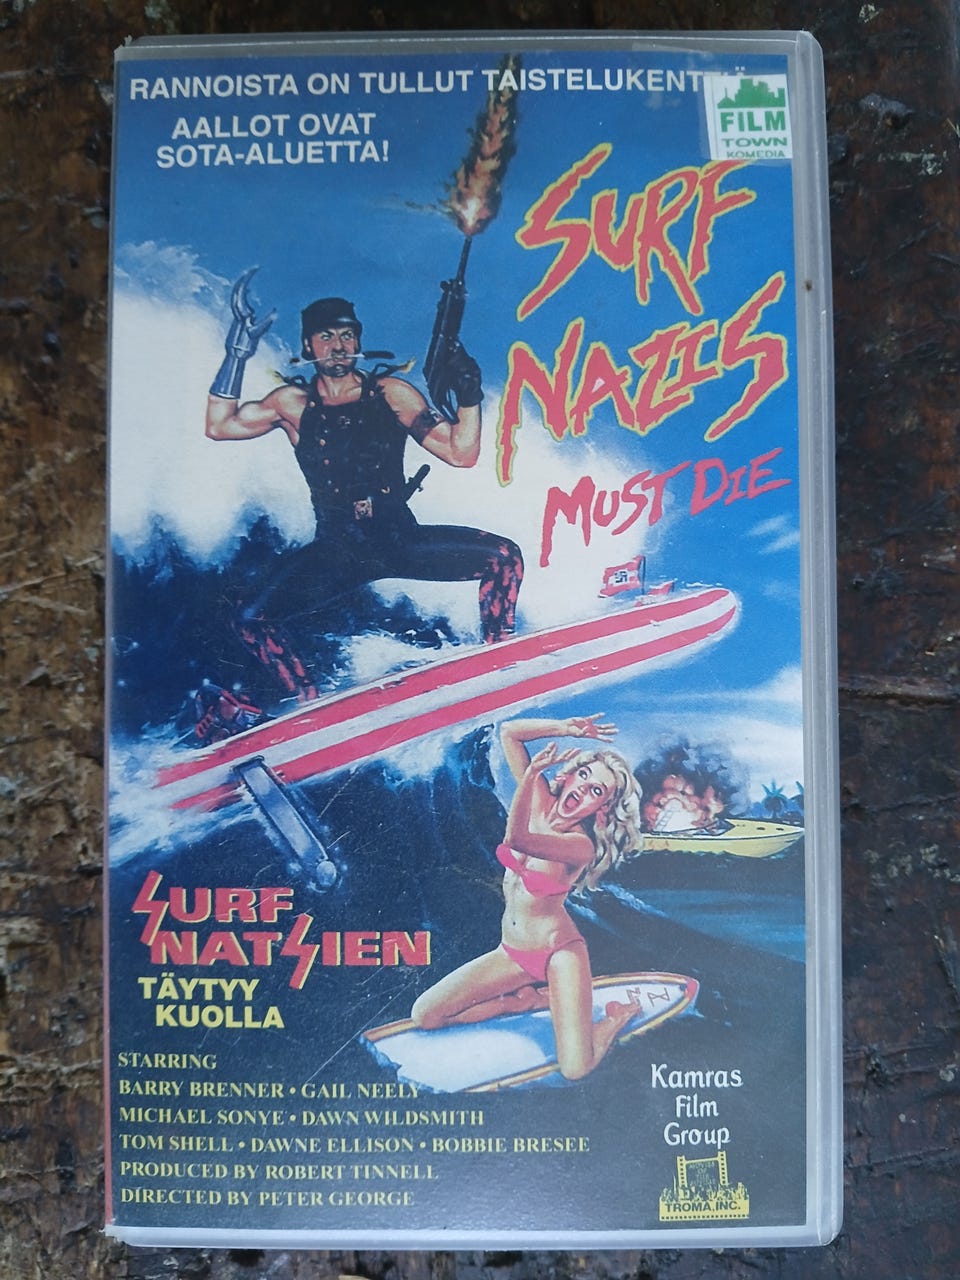 RANNOISTA ON TULLUT
AALLOT OVAT
SOTA-ALUETTA!
FILM
TOWN
KOMEDIA
SURF
NAZIS
MUST DIE
SURF
NATSIEN
TÄYTYY
KUOLLA
STARRING
BARRY BRENNER • GAIL NEELY
MICHAEL SONYE • DAWN WILDSMITH
TOM SHELL • DAWNE ELLISON • BOBBIE BRESEE
PRODUCED BY ROBERT TINNELL
DIRECTED BY PETER GEORGE
Kamras
Film
Group
TROMA, INC.